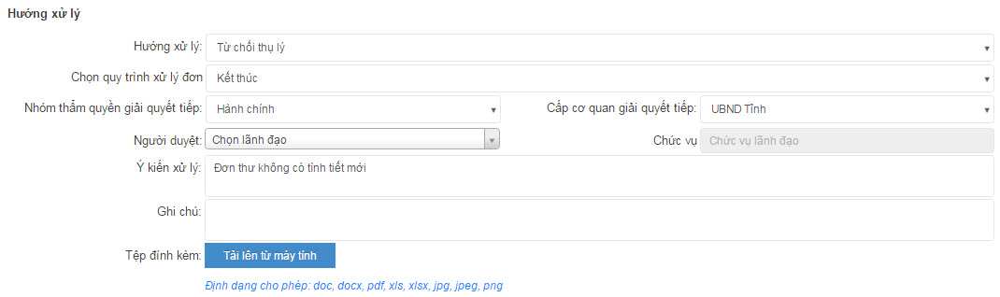 Hướng xử lý
Hướng xử lý: Từ chối thụ lý
Chọn quy trình xử lý đơn Kết thúc
Nhóm thẩm quyền giải quyết tiếp: Hành chính Cấp cơ quan giải quyết tiếp: UBND Tỉnh
Người duyệt: Chọn lãnh đạo Chức vụ Chức vụ lãnh đạo
Ý kiến xử lý: Đơn thư không có tình tiết mới
Ghi chú:
Tệp đính kèm: Tải lên từ máy tính
Định dạng cho phép: doc, docx, pdf, xls, xlsx, jpg, jpeg, png